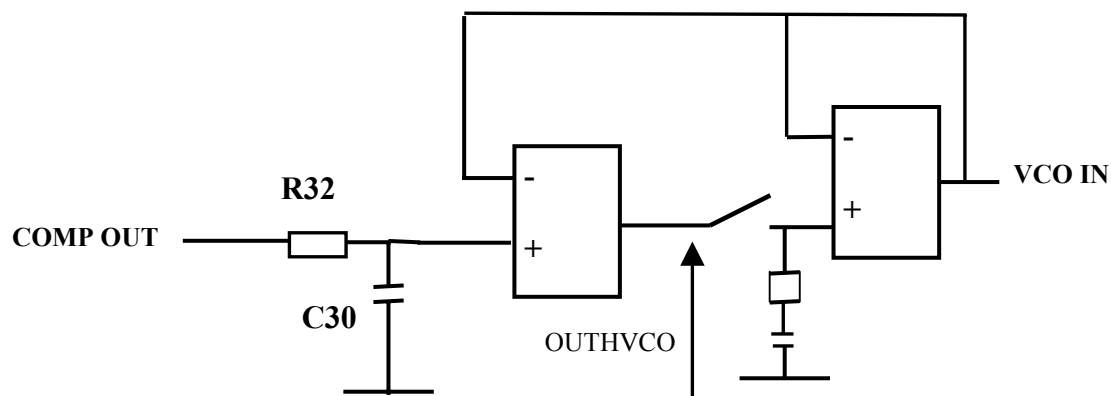 -
-
VCO IN
R32
+
COMP OUT
+
C30
OUTHVCO